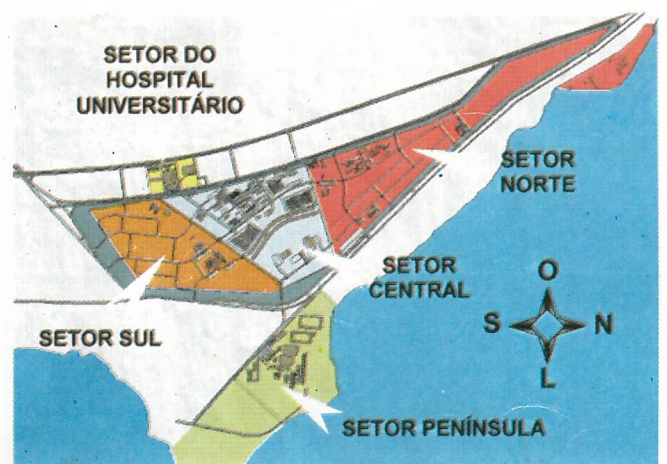 SETOR DO
HOSPITAL
UNIVERSITÁRIO
SETOR
NORTE
SETOR
CENTRAL
O
S
N
L
SETOR SUL
SETOR PENÍNSULA